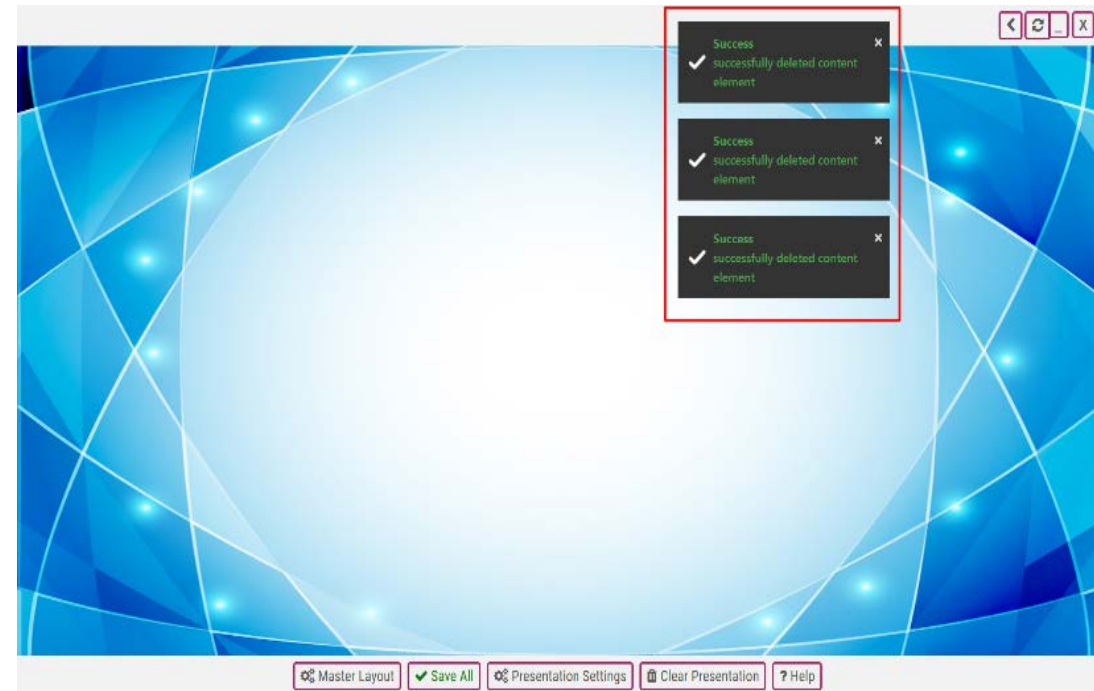 X
Success x
successfully deleted content
element
Success x
successfully deleted content
element
Success x
successfully deleted content
element
Master Layout Save All Presentation Settings Clear Presentation ? Help